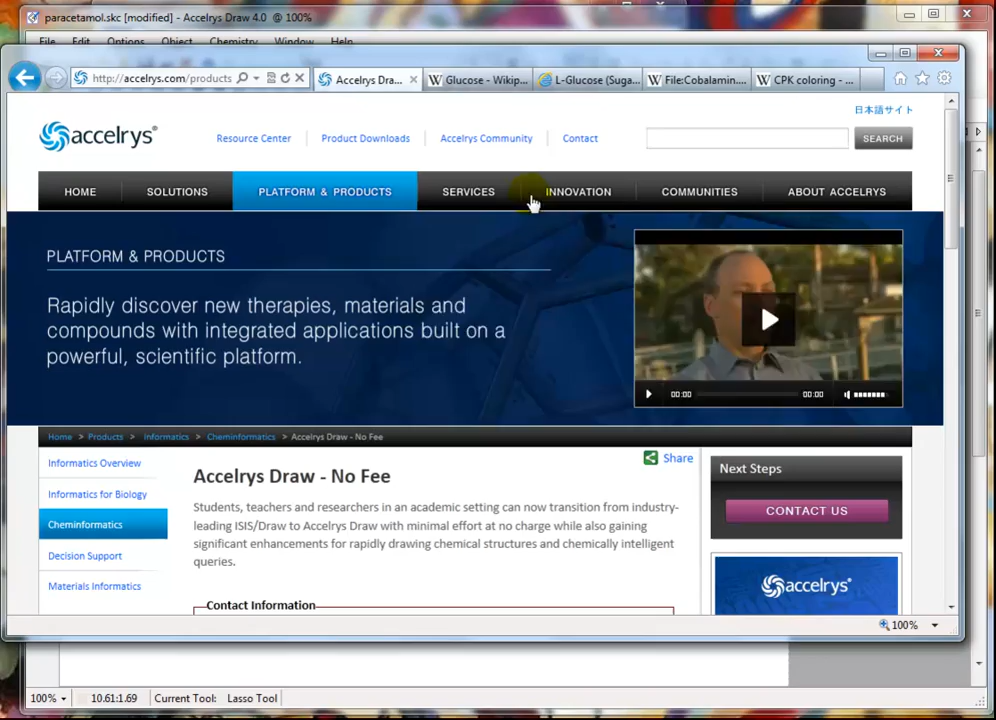 paracetamol.skc [modified] - Accelrys Draw 4.0 @ 100%
File Edit Options Object Chemistry Window Help
http://accelrys.com/products
Accelrys Dra...
Glucose - Wikip...
L-Glucose (Suga...
File:Cobalamin....
CPK coloring - ...
日本語サイト
accelrys®
Resource Center
Product Downloads
Accelrys Community
Contact
SEARCH
HOME
SOLUTIONS
PLATFORM & PRODUCTS
SERVICES
INNOVATION
COMMUNITIES
ABOUT ACCELRYS
PLATFORM & PRODUCTS
Rapidly discover new therapies, materials and
compounds with integrated applications built on a
powerful, scientific platform.
00:00
00:00
Home > Products > Informatics > Cheminformatics > Accelrys Draw - No Fee
Informatics Overview
Informatics for Biology
Cheminformatics
Decision Support
Materials Informatics
Share
Accelrys Draw - No Fee
Students, teachers and researchers in an academic setting can now transition from industry-
leading ISIS/Draw to Accelrys Draw with minimal effort at no charge while also gaining
significant enhancements for rapidly drawing chemical structures and chemically intelligent
queries.
Contact Information
Next Steps
CONTACT US
accelrys®
100%
100%
10.61:1.69
Current Tool: Lasso Tool